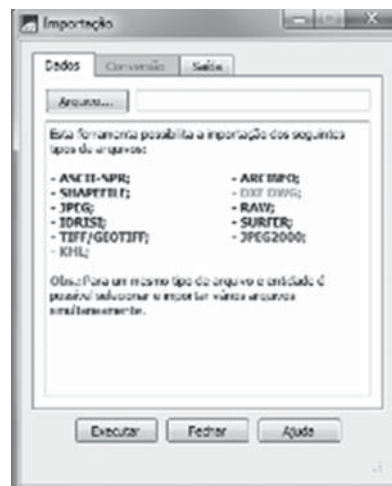 Importação
Dados Conversão Saída
Arquivo...
Esta ferramenta possibilita a importação dos seguintes
tipos de arquivos:
- ASCII-SPR; - ARCINFO;
- SHAPEFILE; - DXF DWG;
- JPEG; - RAW;
- IDRISI; - SURFER;
- TIFF/GEOTIFF; - JPEG2000;
- KML;
Obs.: Para um mesmo tipo de arquivo e entidade é
possível selecionar e importar vários arquivos
simultaneamente.
Executar Fechar Ajuda